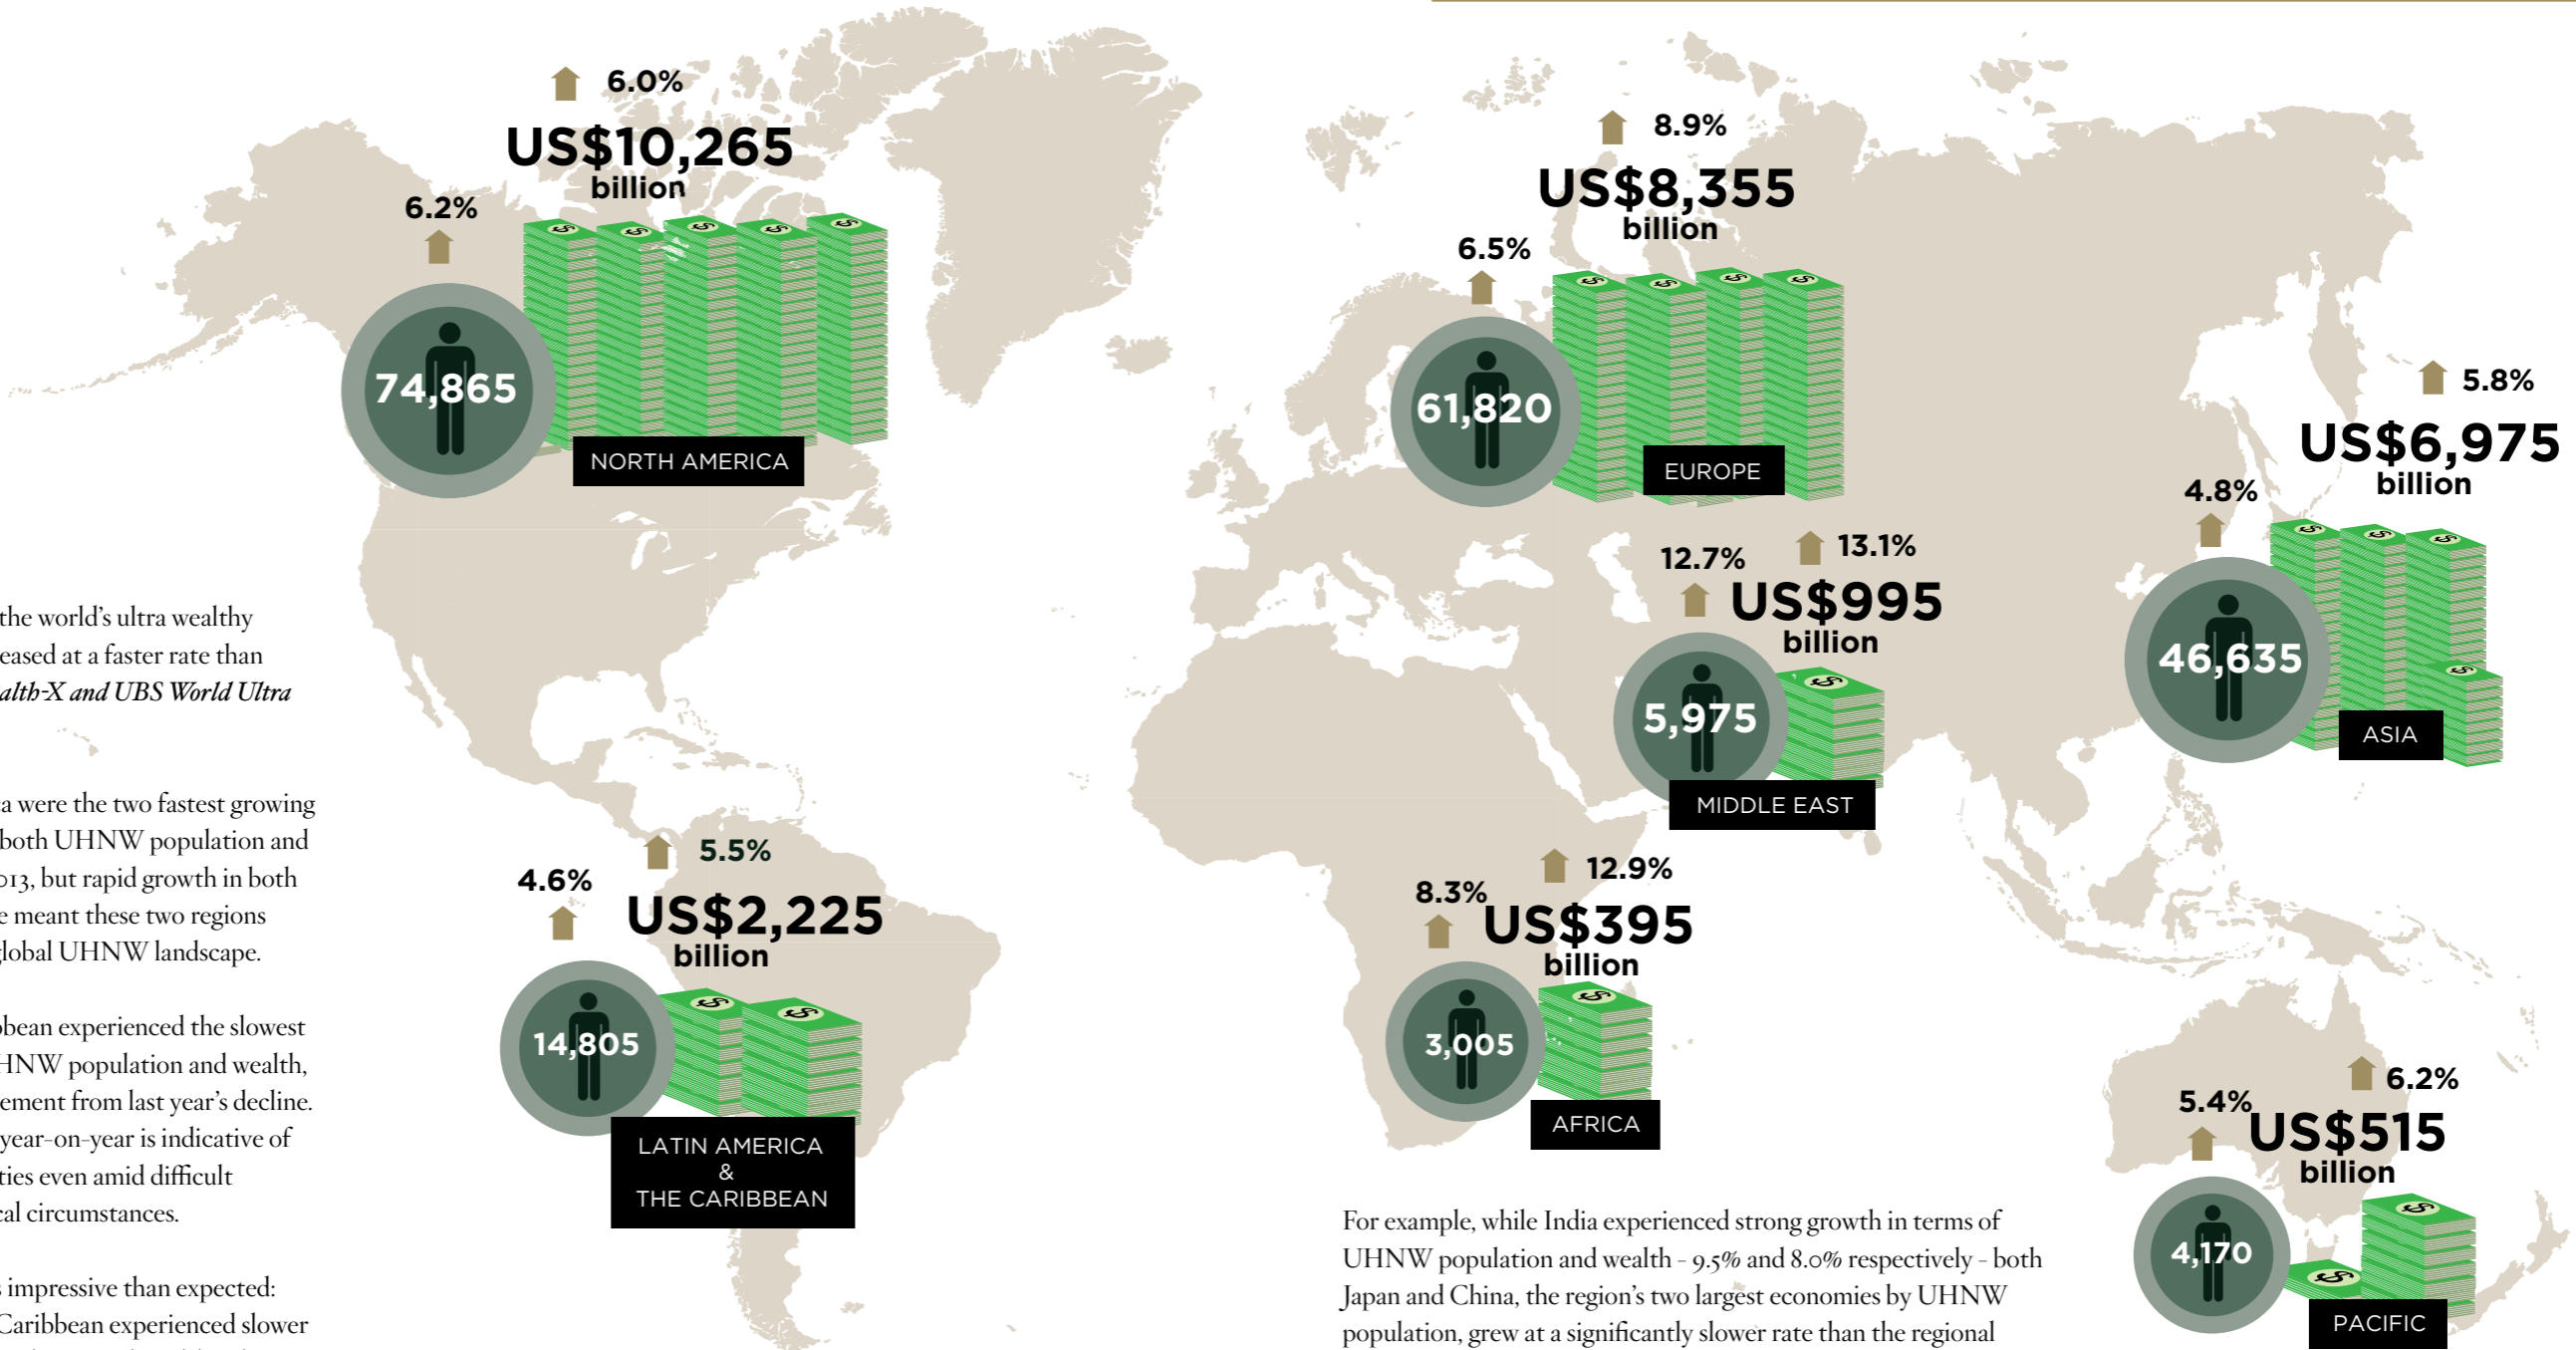 6.0%
US$10,265
billion
6.2%
74,865
NORTH AMERICA
8.9%
US$8,355
billion
6.5%
61,820
EUROPE
5.8%
US$6,975
billion
4.8%
46,635
ASIA
12.7%
13.1%
US$995
billion
5,975
MIDDLE EAST
the world's ultra wealthy
eased at a faster rate than
alth-X and UBS World Ultra
ca were the two fastest growing
both UHNW population and
013, but rapid growth in both
e meant these two regions
global UHNW landscape.
bbean experienced the slowest
HNW population and wealth,
ement from last year's decline.
year-on-year is indicative of
ties even amid difficult
cal circumstances.
s impressive than expected:
Caribbean experienced slower
5.5%
4.6%
US$2,225
billion
14,805
LATIN AMERICA
&
THE CARIBBEAN
12.9%
8.3%
US$395
billion
3,005
AFRICA
6.2%
5.4%
US$515
billion
4,170
PACIFIC
For example, while India experienced strong growth in terms of
UHNW population and wealth - 9.5% and 8.0% respectively - both
Japan and China, the region's two largest economies by UHNW
population, grew at a significantly slower rate than the regional